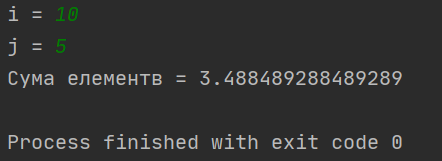 i = 10
j = 5
Сума елементв = 3.488489288489289
Process finished with exit code 0